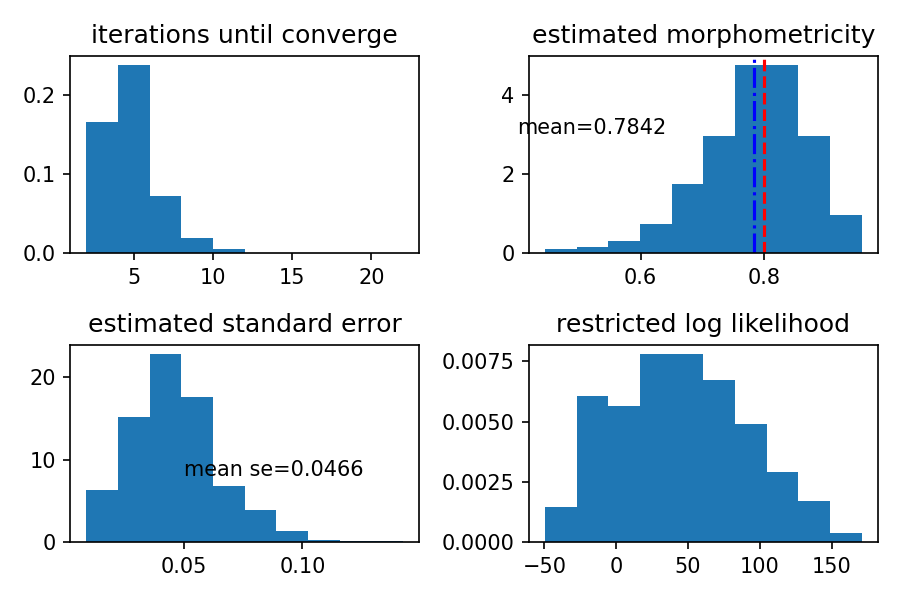 iterations until converge
0.2
0.1
0.0
5 10 15 20
estimated morphometricity
4
2
0
mean=0.7842
0.6 0.8
estimated standard error
20
10
0
mean se=0.0466
0.05 0.10
restricted log likelihood
0.0075
0.0050
0.0025
0.0000
−50 0 50 100 150